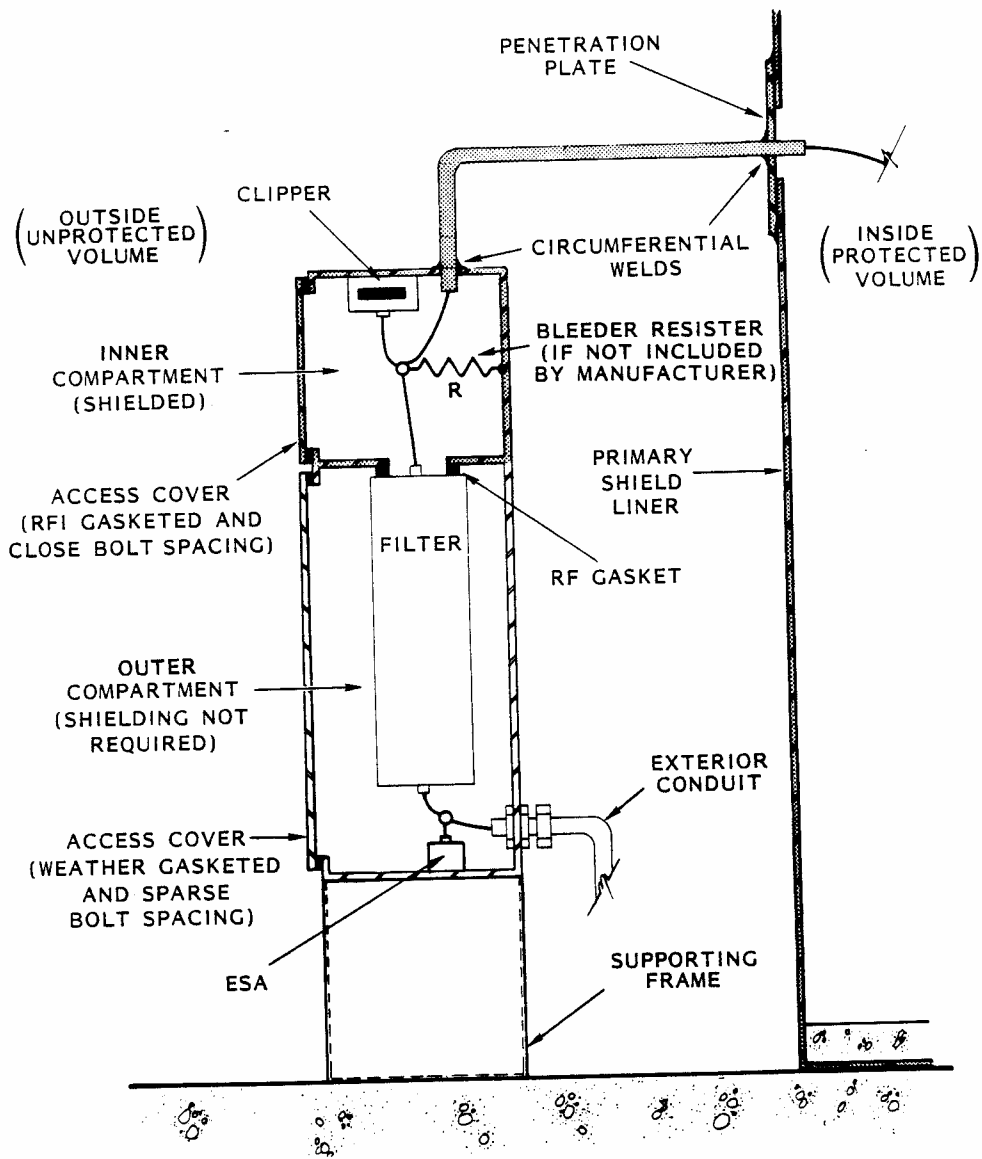 PENETRATION
PLATE
CLIPPER
(OUTSIDE
UNPROTECTED)
VOLUME
CIRCUMFERENTIAL
WELDS
(INSIDE
PROTECTED)
VOLUME
INNER
COMPARTMENT
(SHIELDED)
BLEEDER RESISTER
(IF NOT INCLUDED
BY MANUFACTURER)
R
ACCESS COVER
(RFI GASKETED AND
CLOSE BOLT SPACING)
PRIMARY
SHIELD
LINER
FILTER
RF GASKET
OUTER
COMPARTMENT
(SHIELDING NOT
REQUIRED)
EXTERIOR
CONDUIT
ACCESS COVER
(WEATHER GASKETED
AND SPARSE
BOLT SPACING)
ESA
SUPPORTING
FRAME